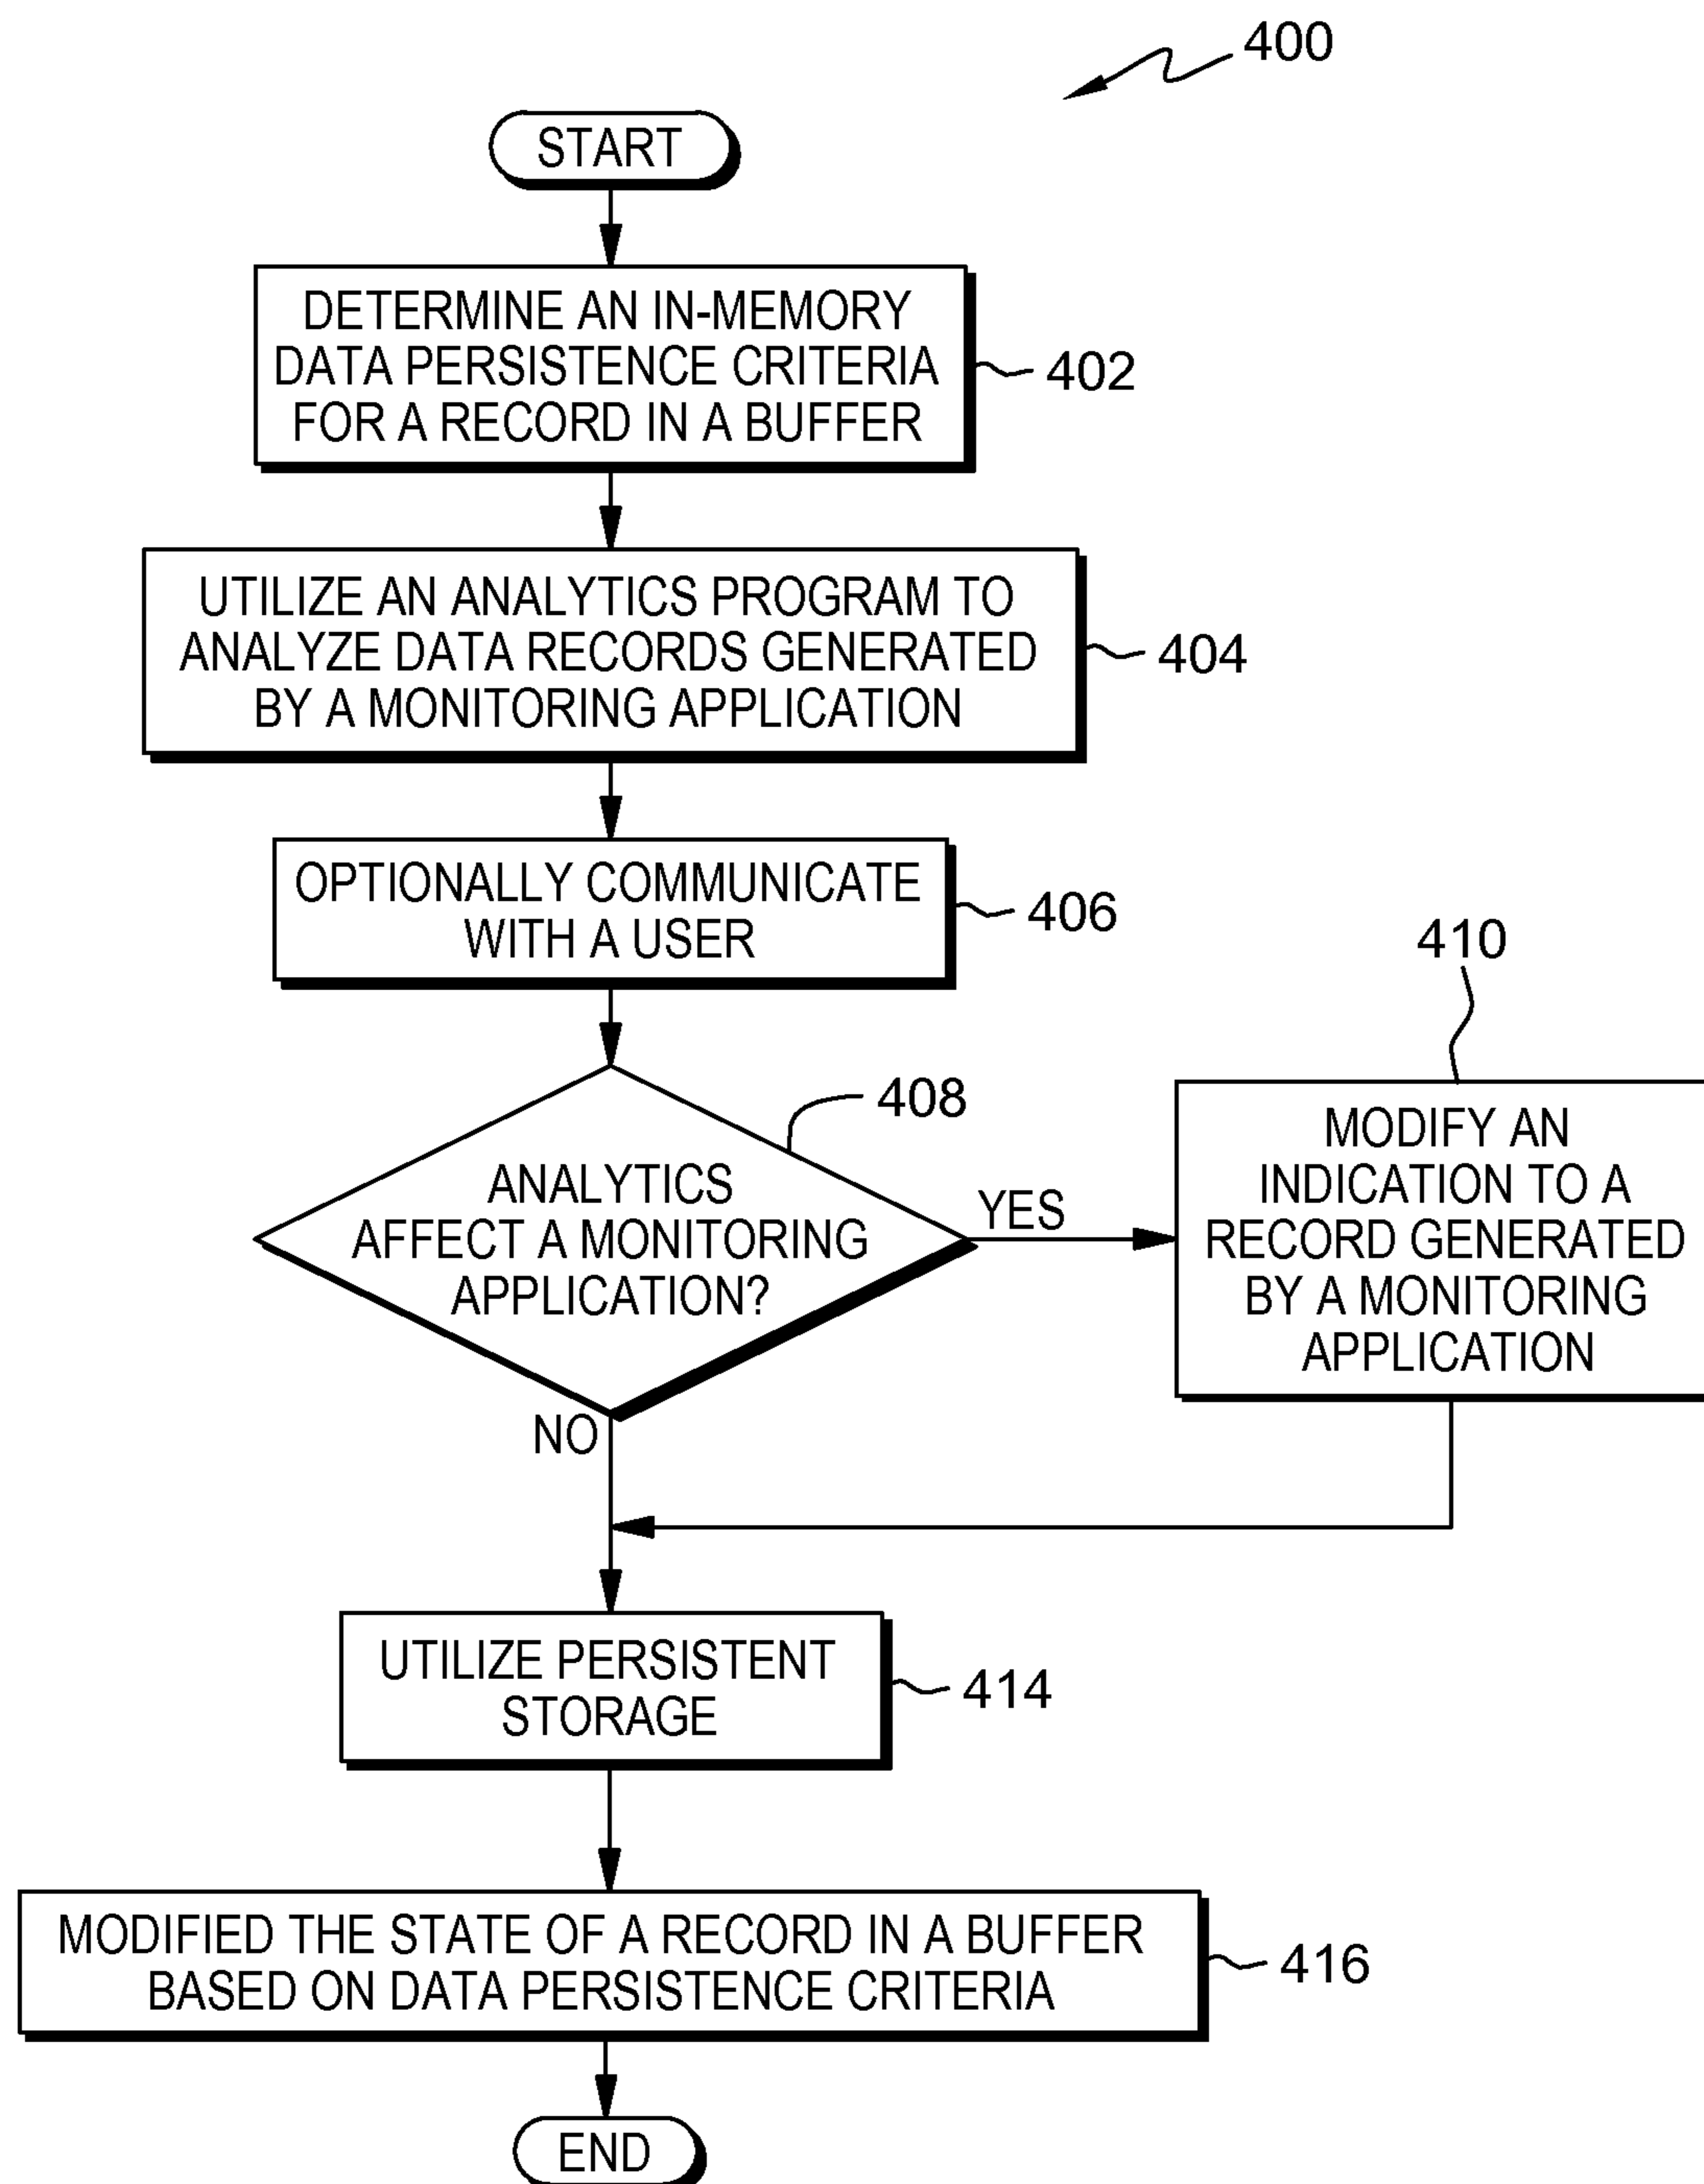 400
START
DETERMINE AN IN-MEMORY
DATA PERSISTENCE CRITERIA
FOR A RECORD IN A BUFFER
402
UTILIZE AN ANALYTICS PROGRAM TO
ANALYZE DATA RECORDS GENERATED
BY A MONITORING APPLICATION
404
OPTIONALLY COMMUNICATE
WITH A USER
406
408
ANALYTICS
AFFECT A MONITORING
APPLICATION?
YES
410
MODIFY AN
INDICATION TO A
RECORD GENERATED
BY A MONITORING
APPLICATION
NO
UTILIZE PERSISTENT
STORAGE
414
MODIFIED THE STATE OF A RECORD IN A BUFFER
BASED ON DATA PERSISTENCE CRITERIA
416
END